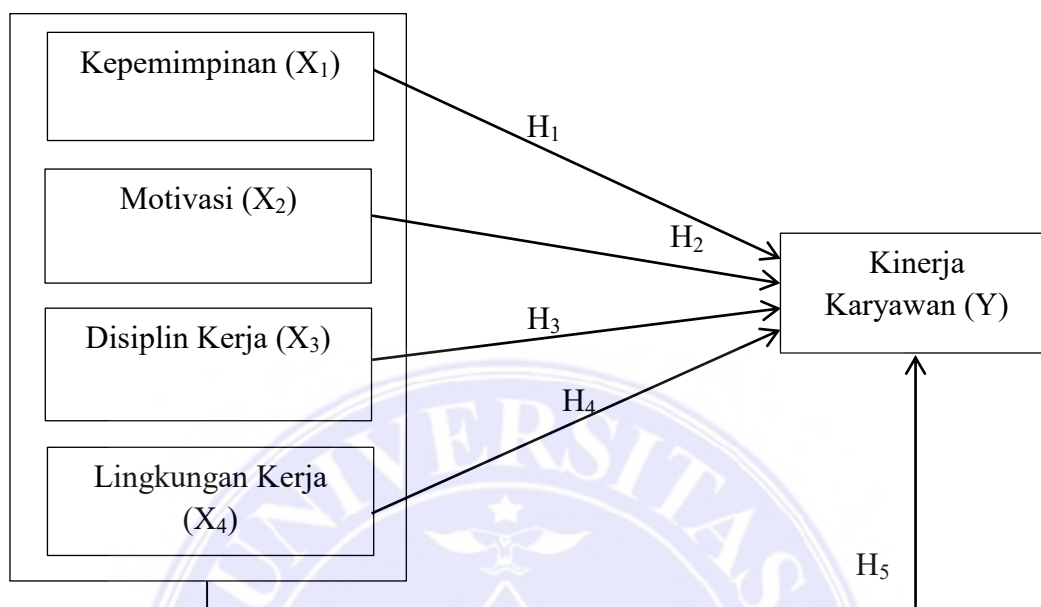 Kepemimpinan (X₁)
H₁
Motivasi (X₂)
H₂
Kinerja
Karyawan (Y)
Disiplin Kerja (X₃)
H₃
H₄
Lingkungan Kerja
(X₄)
H₅
UNIVERSITAS